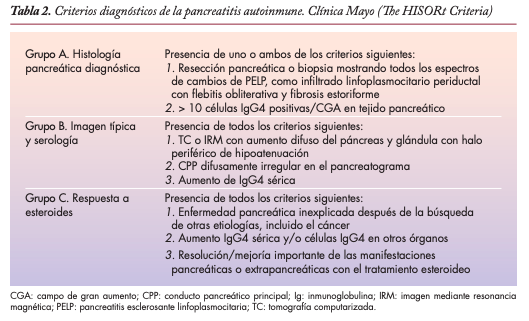 Tabla 2. Criterios diagnósticos de la pancreatitis autoinmune. Clínica Mayo (The HISORt Criteria)
Grupo A. Histología
pancreática diagnóstica
Presencia de uno o ambos de los criterios siguientes:
1. Resección pancreática o biopsia mostrando todos los espectros
de cambios de PELP, como infiltrado linfoplasmocitario periductal
con flebitis obliterativa y fibrosis estoriforme
2. > 10 células IgG4 positivas/CGA en tejido pancreático
Grupo B. Imagen típica
y serología
Presencia de todos los criterios siguientes:
1. TC o IRM con aumento difuso del páncreas y glándula con halo
periférico de hipoatenuación
2. CPP difusamente irregular en el pancreatograma
3. Aumento de IgG4 sérica
Grupo C. Respuesta a
esteroides
Presencia de todos los criterios siguientes:
1. Enfermedad pancreática inexplicada después de la búsqueda
de otras etiologías, incluido el cáncer
2. Aumento IgG4 sérica y/o células IgG4 en otros órganos
3. Resolución/mejoría importante de las manifestaciones
pancreáticas o extrapancreáticas con el tratamiento esteroideo
CGA: campo de gran aumento; CPP: conducto pancreático principal; Ig: inmunoglobulina; IRM: imagen mediante resonancia
magnética; PELP: pancreatitis esclerosante linfoplasmocitaria; TC: tomografía computarizada.